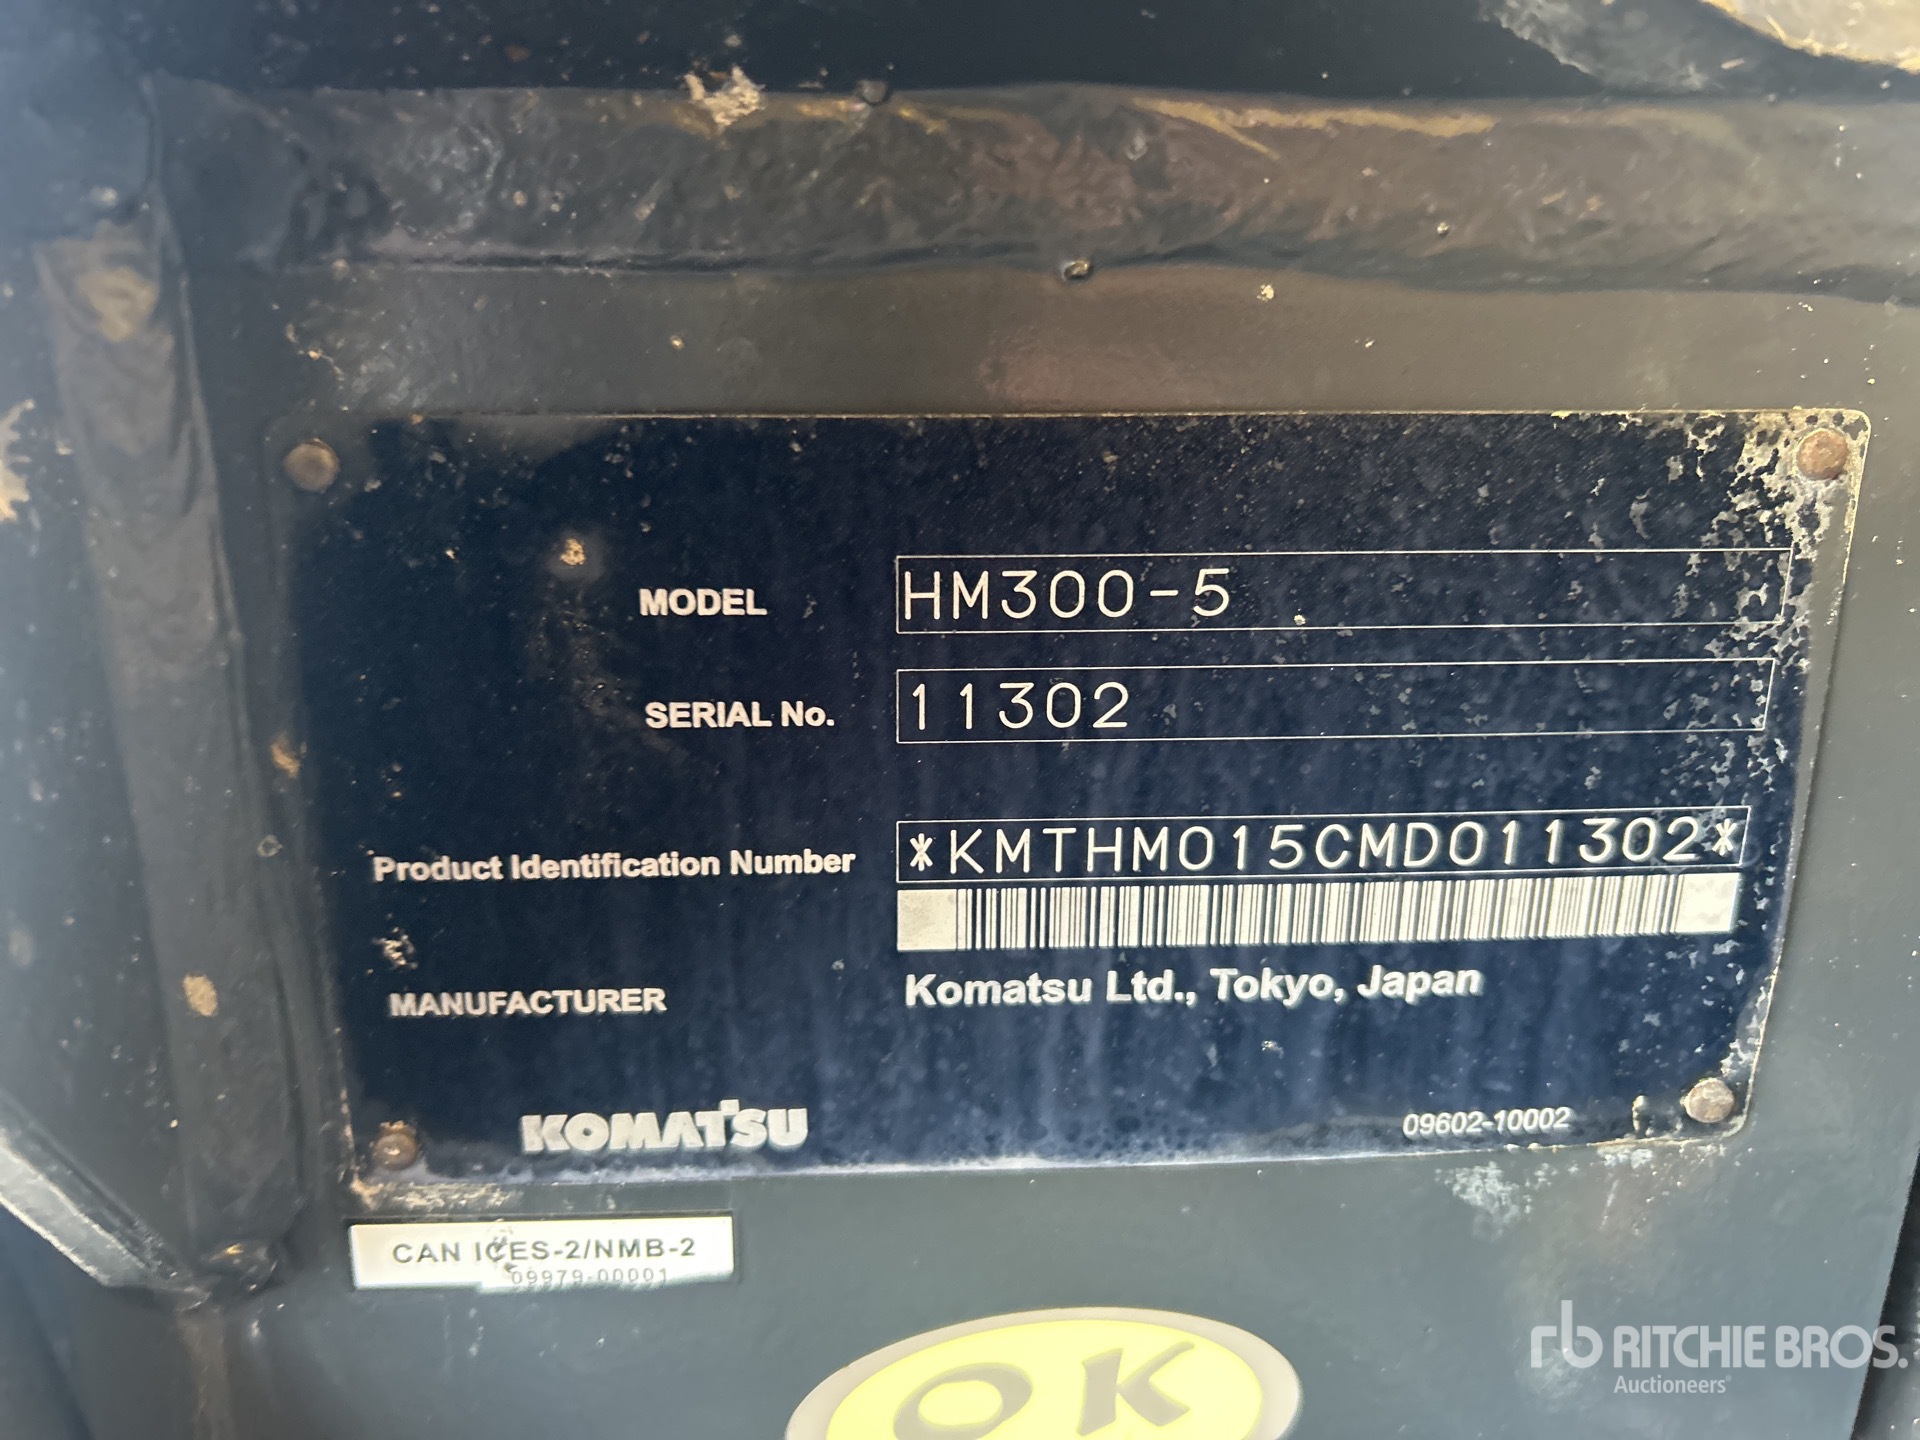 MODEL HM300-5
SERIAL No. 11302
Product Identification Number *KMTHM015CMD011302*
MANUFACTURER Komatsu Ltd., Tokyo, Japan
KOMATSU 09602-10002
CAN ICES-2/NMB-2
09979-00001
OK
rb RITCHIE BROS.
Auctioneers